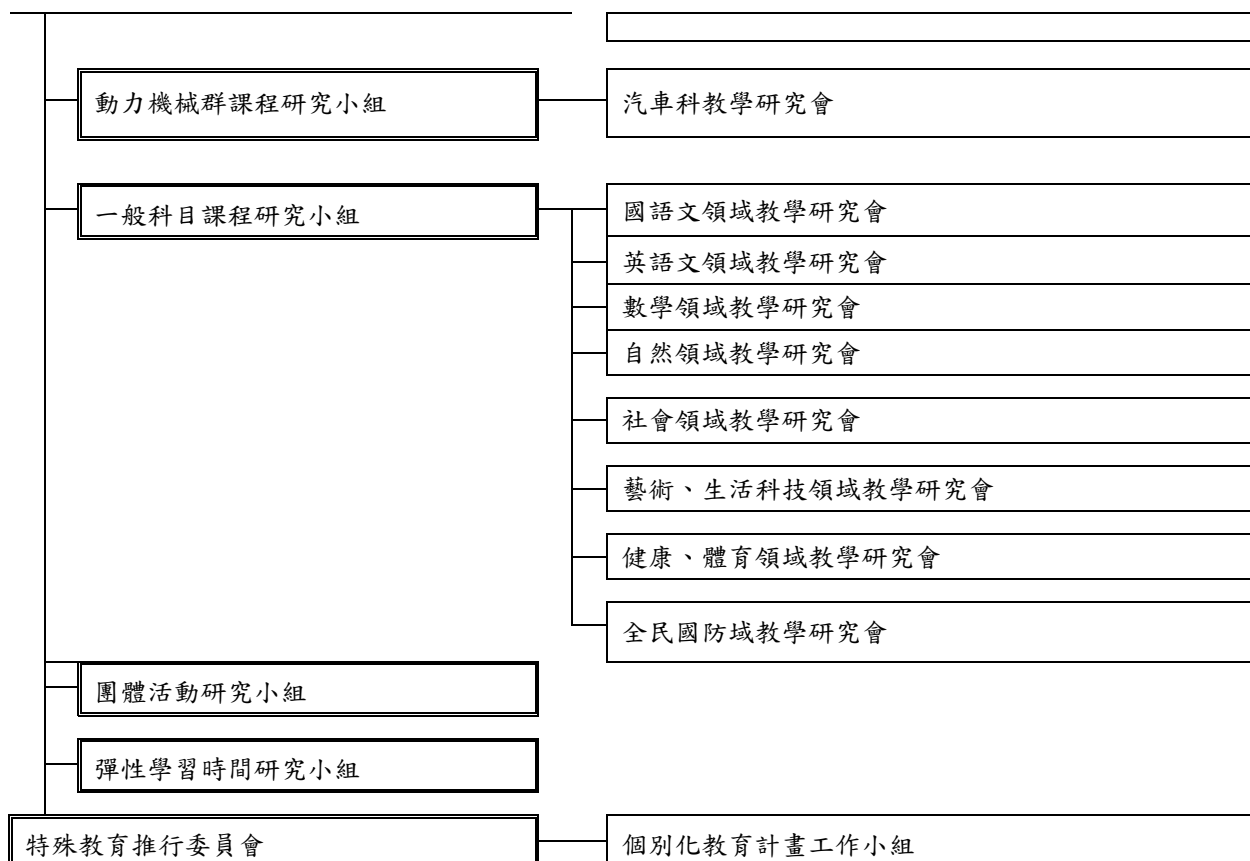 動力機械群課程研究小組
汽車科教學研究會
一般科目課程研究小組
國語文領域教學研究會
英語文領域教學研究會
數學領域教學研究會
自然領域教學研究會
社會領域教學研究會
藝術、生活科技領域教學研究會
健康、體育領域教學研究會
全民國防域教學研究會
團體活動研究小組
彈性學習時間研究小組
特殊教育推行委員會
個別化教育計畫工作小組